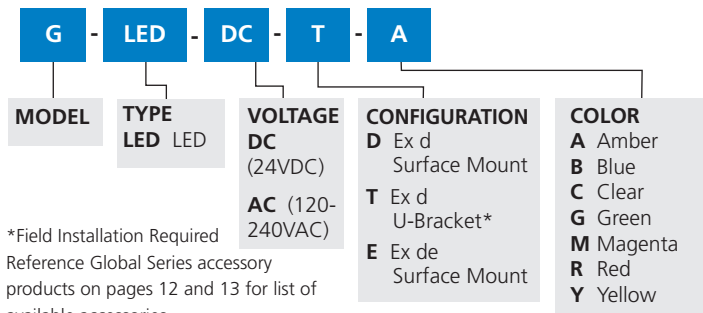 G - LED - DC - T - A
MODEL
TYPE
LED LED
VOLTAGE
DC
(24VDC)
AC (120-
240VAC)
CONFIGURATION
D Ex d
Surface Mount
T Ex d
U-Bracket*
E Ex de
Surface Mount
COLOR
A Amber
B Blue
C Clear
G Green
M Magenta
R Red
Y Yellow
*Field Installation Required
Reference Global Series accessory
products on pages 12 and 13 for list of
available accessories